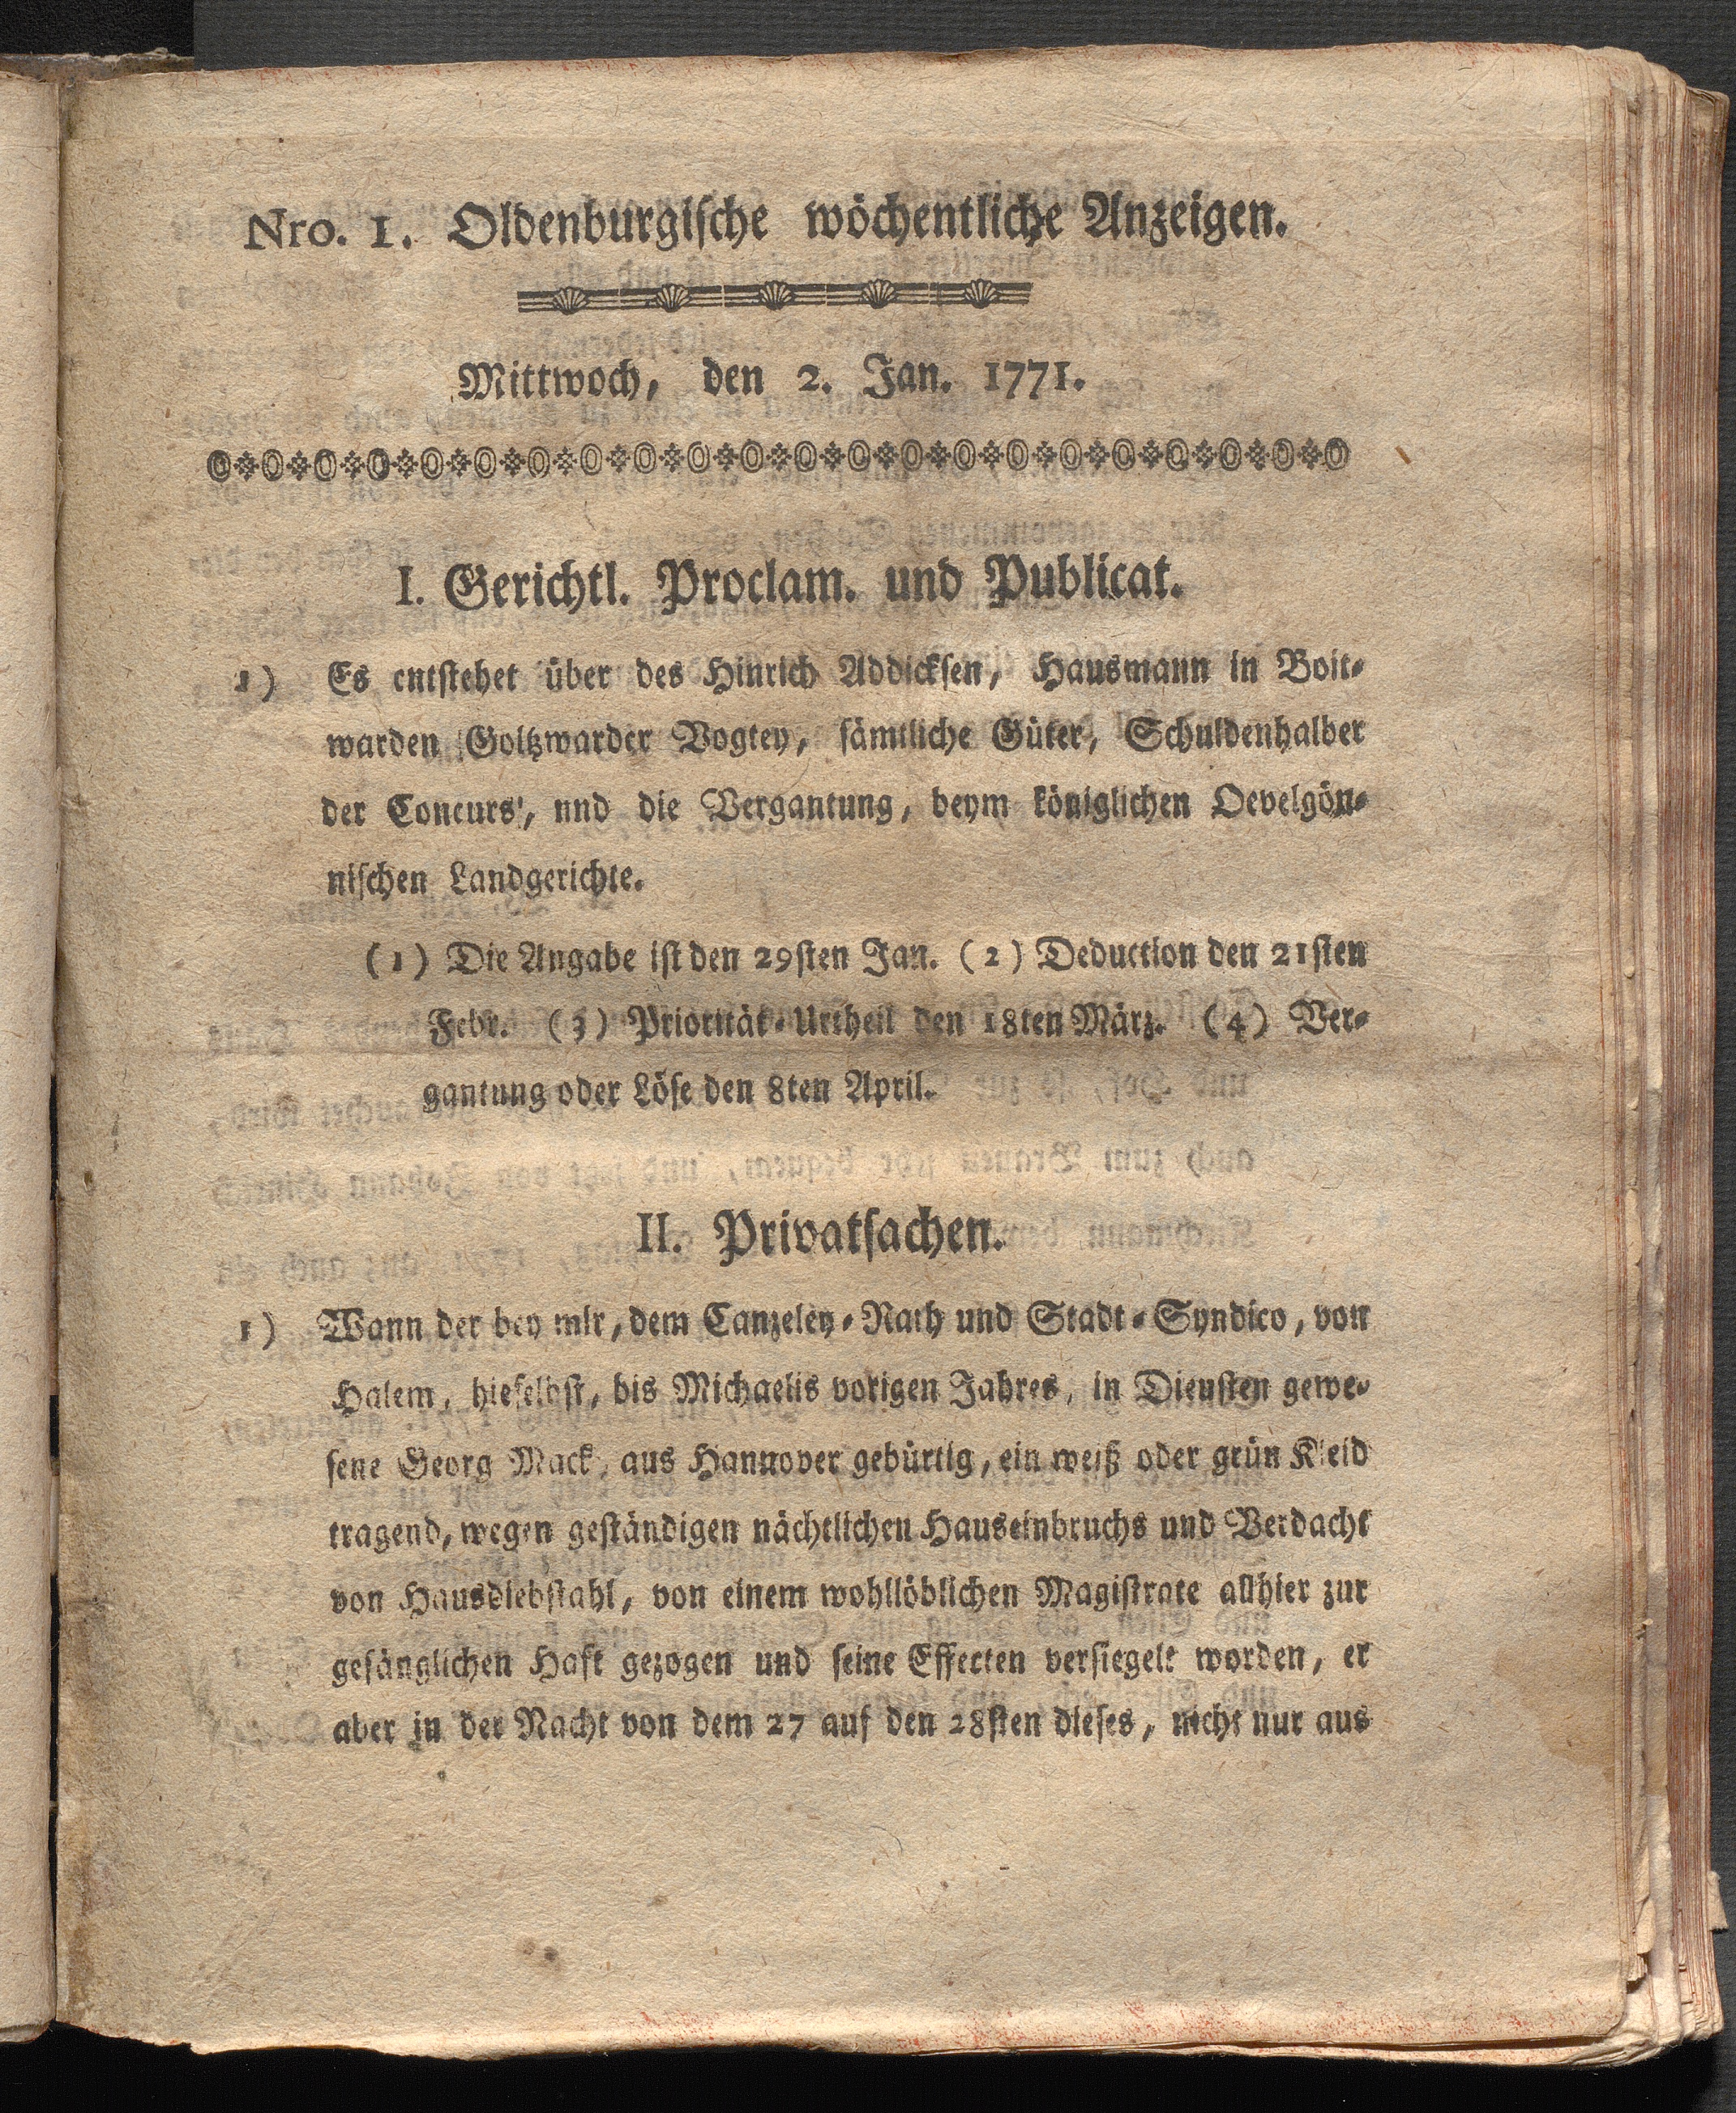 Nro. 1. Oldenburgische wöchentliche Anzeigen.
Mittwoch, den 2. Jan. 1771.
I. Gerichtl. Proclam. und Publicat.
1) Es entstehet über des Hinrich Addicksen, Hausmann in Boit-
warden Goltzwarder Vogtey, sämtliche Güter, Schuldenhalber
der Concurs, nnd die Vergantung, beym königlichen Oevelgön-
nischen Landgerichte.
(1) Die Angabe ist den 29sten Jan. (2) Deduction den 21sten
Febr. (3) Priorität-Urtheil den 18ten März. (4) Ver-
gantung oder Löse den 8ten April.
II. Privatsachen.
1) Wann der bey mir, dem Canzeley-Rath und Stadt-Syndico, von
Halem, hieselbst, bis Michaelis vorigen Jahres, in Diensten gewe-
sene Georg Mack, aus Hannover gebürtig, ein weiß oder grün Kleid
tragend, wegen geständigen nächtlichen Hauseinbruchs und Verdacht
von Hausdiebstahl, von einem wohllöblichen Magistrate allhier zur
gefänglichen Haft gezogen und seine Effecten versiegelt worden, er
aber in der Nacht von dem 27 auf den 28sten dieses, nicht nur aus